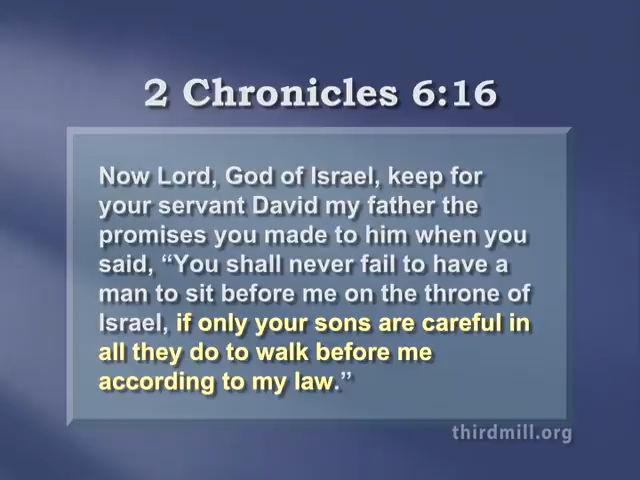 2 Chronicles 6:16
Now Lord, God of Israel, keep for
your servant David my father the
promises you made to him when you
said, “You shall never fail to have a
man to sit before me on the throne of
Israel, if only your sons are careful in
all they do to walk before me
according to my law.”
thirdmill.org